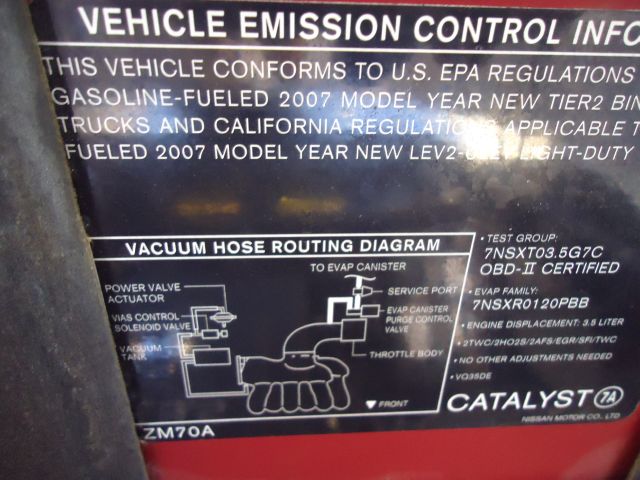 VEHICLE EMISSION CONTROL INFO
THIS VEHICLE CONFORMS TO U.S. EPA REGULATIONS
GASOLINE-FUELED 2007 MODEL YEAR NEW TIER2 BIN
TRUCKS AND CALIFORNIA REGULATIONS APPLICABLE T
FUELED 2007 MODEL YEAR NEW LEV2- LIGHT-DUTY
VACUUM HOSE ROUTING DIAGRAM
TO EVAP CANISTER
POWER VALVE
ACTUATOR
VIAS CONTROL
SOLENOID VALVE
VACUUM
TANK
SERVICE PORT
EVAP CANISTER
PURGE CONTROL
VALVE
THROTTLE BODY
▼ FRONT
ZM70A
• TEST GROUP:
7NSXT03.5G7C
OBD-II CERTIFIED
• EVAP FAMILY:
7NSXR0120PBB
• ENGINE DISPLACEMENT: 3.5 LITER
• 2TWC/2HO2S/2AFS/EGR/SFI/TWC
• NO OTHER ADJUSTMENTS NEEDED
• VQ35DE
CATALYST 7A
NISSAN MOTOR CO., LTD